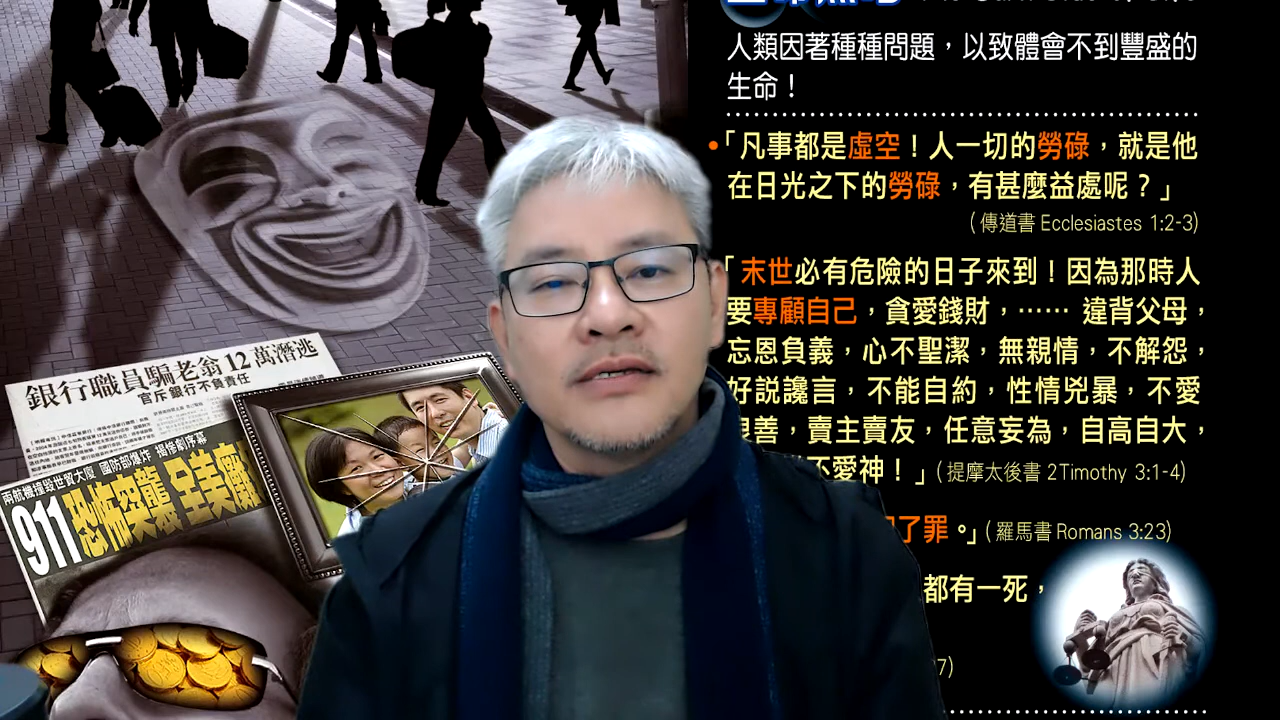 人類因著種種問題，以致體會不到豐盛的
生命！
•「凡事都是虛空！人一切的勞碌，就是他
在日光之下的勞碌，有甚麼益處呢？」
(傳道書 Ecclesiastes 1:2-3)
「末世必有危險的日子來到！因為那時人
要專顧自己，貪愛錢財，…… 違背父母，
忘恩負義，心不聖潔，無親情，不解怨，
好說讒言，不能自約，性情兇暴，不愛
良善，賣主賣友，任意妄為，自高自大，
不愛神！」(提摩太後書 2Timothy 3:1-4)
了罪。」(羅馬書 Romans 3:23)
都有一死，
7)
銀行職員騙老翁12萬潛逃
官斥銀行不負責任
兩航機撞毀世貿大廈 國防部爆炸 揭慘劇序幕
911恐怖突襲 全美癱